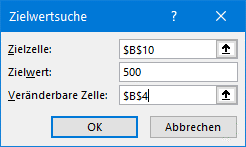 Zielwertsuche ? ×
Zielzelle: $B$10
Zielwert: 500
Veränderbare Zelle: $B$4
OK Abbrechen